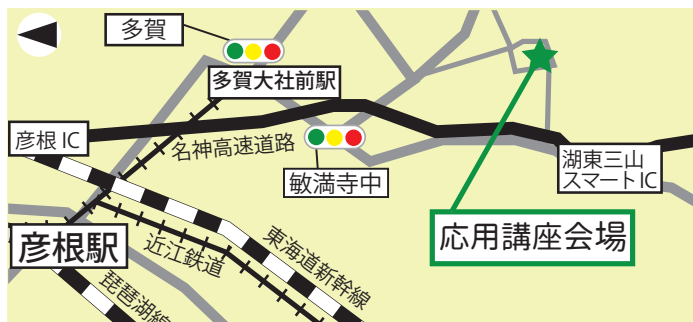 多賀
多賀大社前駅
彦根 IC
名神高速道路
敏満寺中
湖東三山
スマートIC
応用講座会場
彦根駅
近江鉄道
東海道新幹線
琵琶湖線